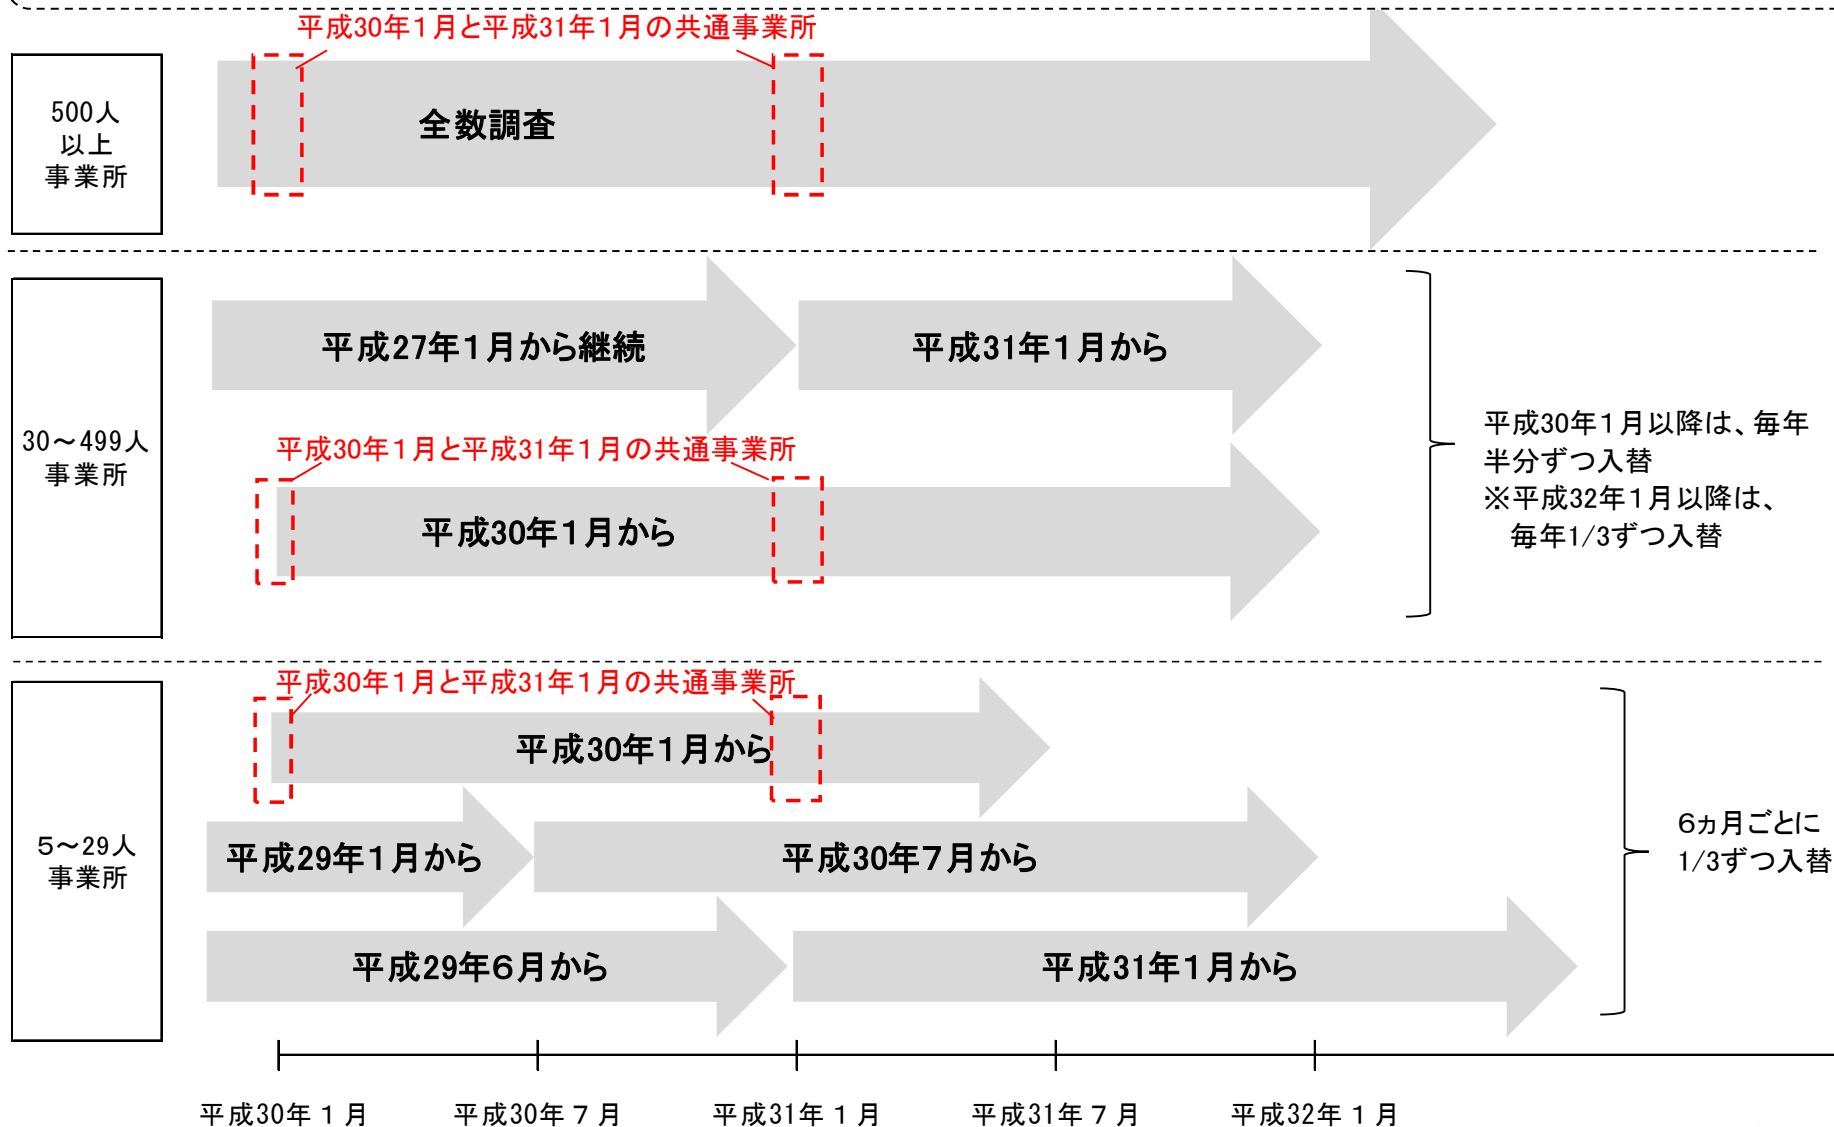 平成30年１月と平成31年１月の共通事業所
500人
以上
事業所
全数調査
平成27年１月から継続
平成31年１月から
30～499人
事業所
平成30年１月と平成31年１月の共通事業所
平成30年１月から
平成30年１月以降は、毎年
半分ずつ入替
※平成32年１月以降は、
毎年1/3ずつ入替
平成30年１月と平成31年１月の共通事業所
平成30年１月から
5～29人
事業所
平成29年１月から
平成30年７月から
6ヵ月ごとに
1/3ずつ入替
平成29年６月から
平成31年１月から
平成30年１月
平成30年７月
平成31年１月
平成31年７月
平成32年１月